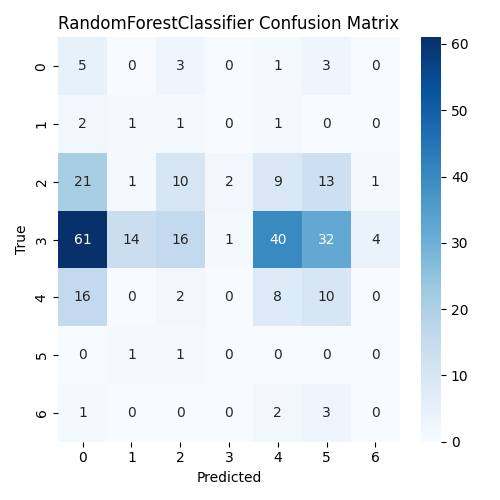 RandomForestClassifier Confusion Matrix
0 5 0 3 0 1 3 0
1 2 1 1 0 1 0 0
2 21 1 10 2 9 13 1
3 61 14 16 1 40 32 4
4 16 0 2 0 8 10 0
5 0 1 1 0 0 0 0
6 1 0 0 0 2 3 0
0 1 2 3 4 5 6
Predicted
True
60
50
40
30
20
10
0